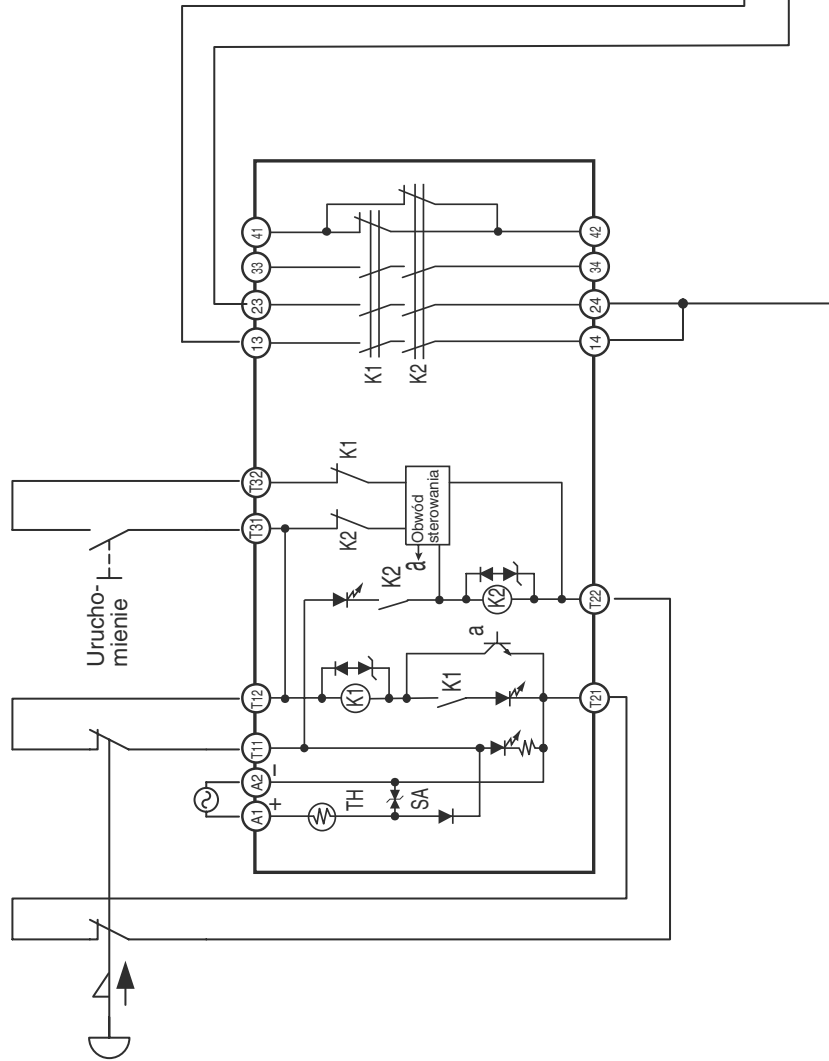 41
42
33
34
23
24
13
14
K1
K2
T32
K1
T31
K2
Obwód
sterowania
a
Urucho-
mienie
K2
K2
T22
a
T12
K1
K1
T21
T11
A2
–
A1
+
TH
SA